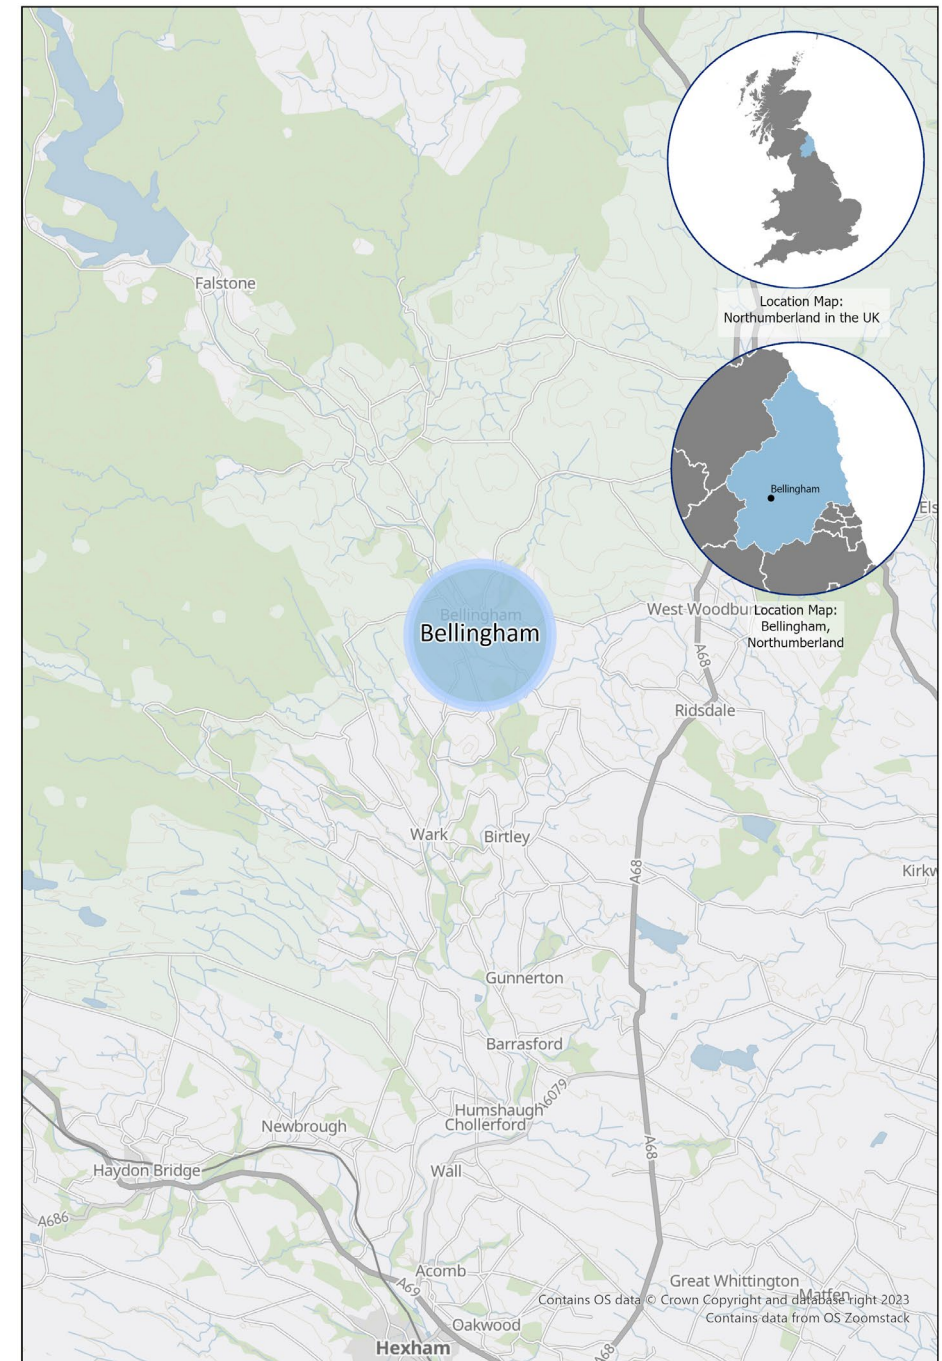 Falstone
Location Map:
Northumberland in the UK
Bellingham
Els
Bellingham
Bellingham
West Woodbur
Location Map:
Bellingham,
Northumberland
A68
Ridsdale
Wark
Birtley
A68
Kirkw
Gunnerton
Barrasford
A6079
Humshaugh
Chollerford
Newbrough
A68
Haydon Bridge
Wall
A686
Acomb
A69
Great Whittington
Matfen
Contains OS data © Crown Copyright and database right 2023
Contains data from OS Zoomstack
Oakwood
Hexham
A68